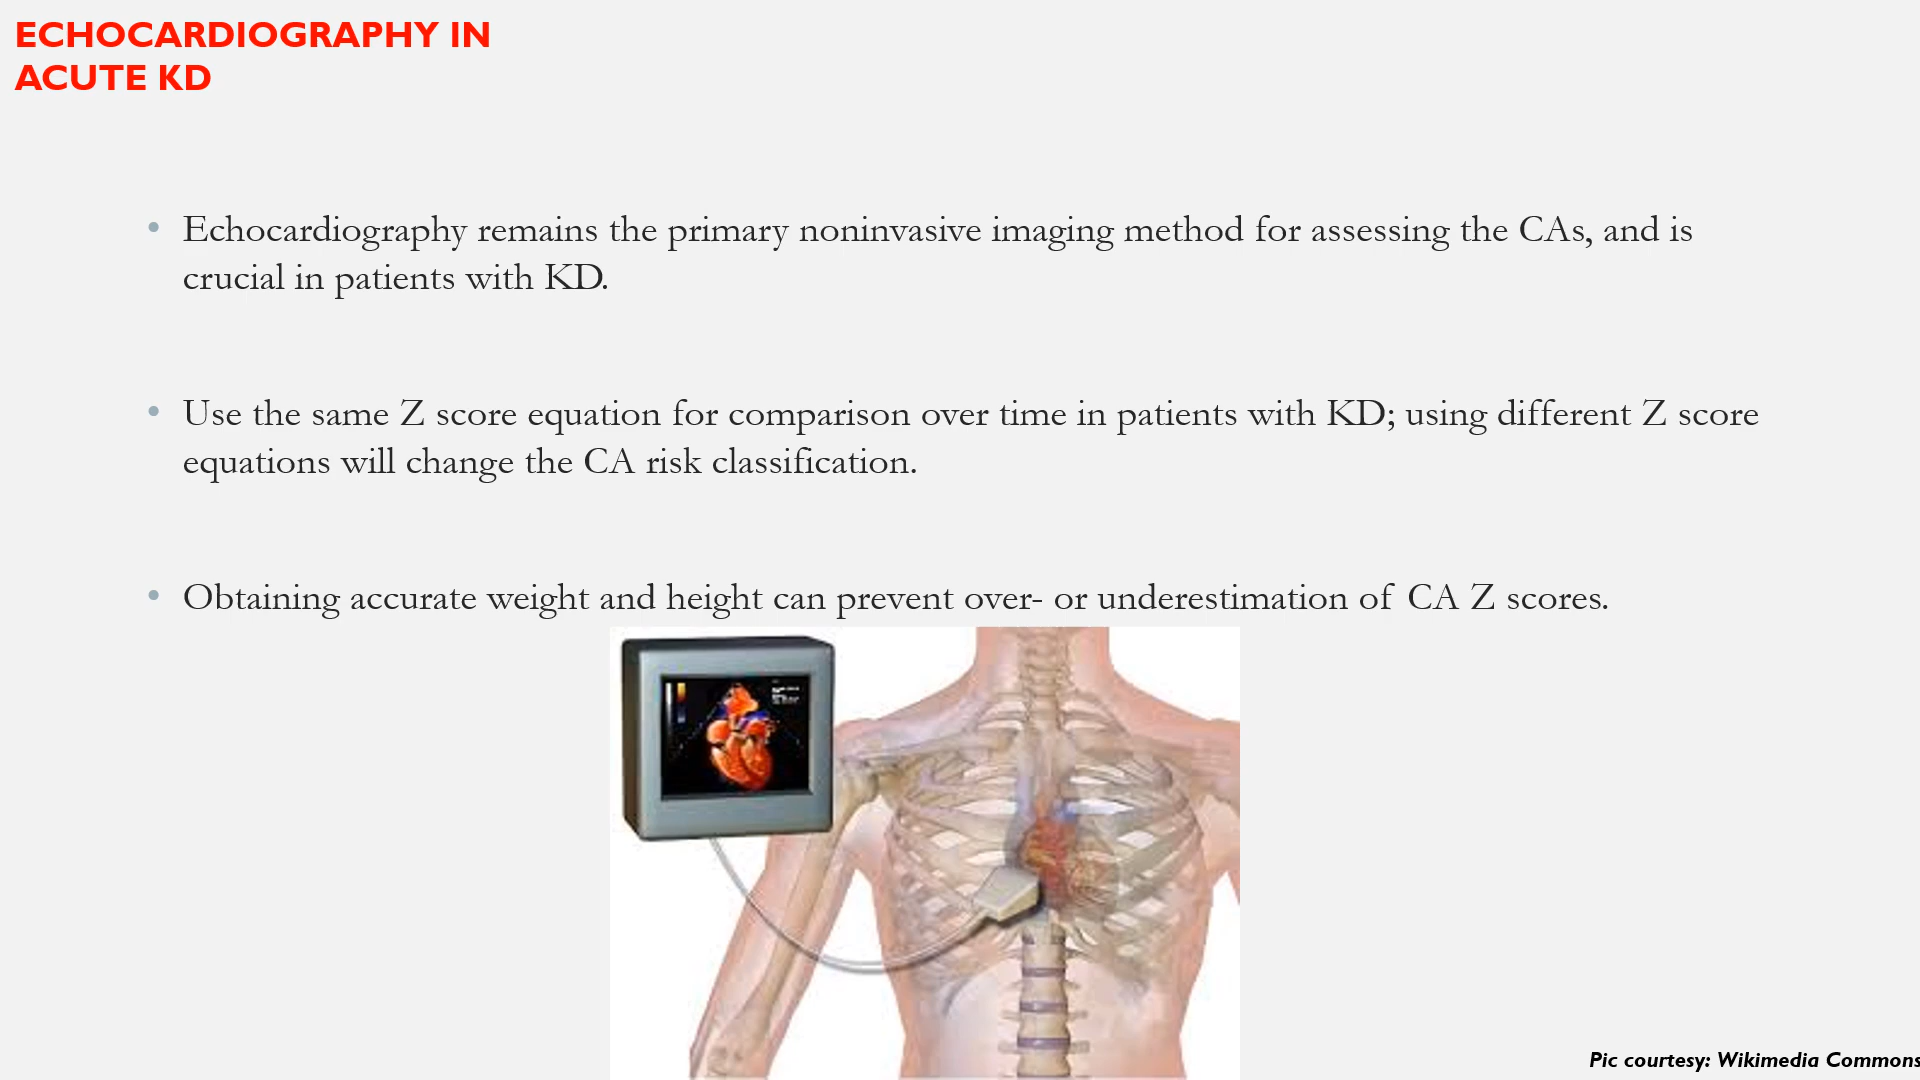 ECHOCARDIOGRAPHY IN
ACUTE KD
• Echocardiography remains the primary noninvasive imaging method for assessing the CAs, and is
crucial in patients with KD.
• Use the same Z score equation for comparison over time in patients with KD; using different Z score
equations will change the CA risk classification.
• Obtaining accurate weight and height can prevent over- or underestimation of CA Z scores.
Pic courtesy: Wikimedia Commons